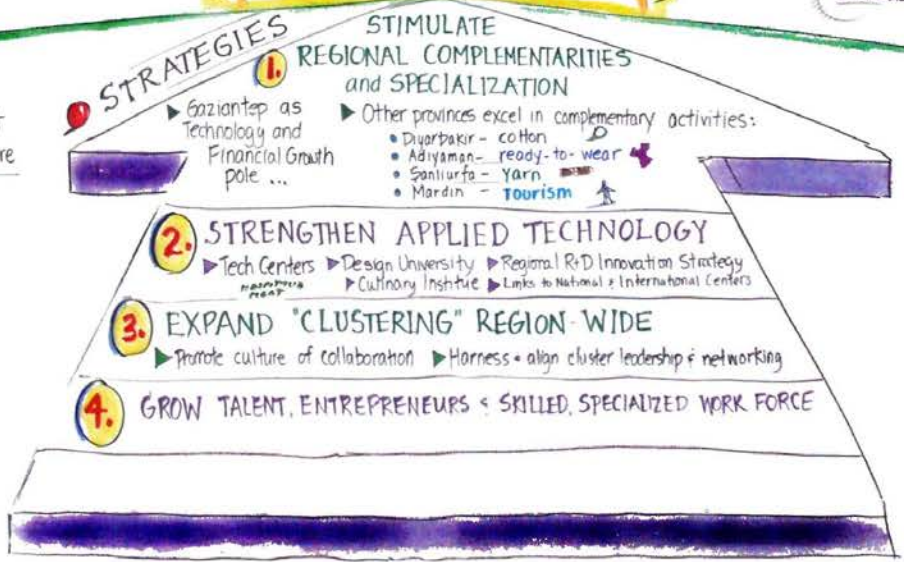 STRATEGIES
1. STIMULATE
REGIONAL COMPLEMENTARITIES
and SPECIALIZATION
▶ Gaziantep as
Technology and
Financial Growth
pole ...
▶ Other provinces excel in complementary activities:
• Diyarbakir - cotton
• Adiyaman - ready-to-wear
• Sanliurfa - yarn
• Mardin - Tourism
2. STRENGTHEN APPLIED TECHNOLOGY
▶ Tech Centers ▶ Design University ▶ Regional R+D Innovation Strategy
▶ Culinary Institue ▶ Links to National & International Centers
3. EXPAND "CLUSTERING" REGION-WIDE
▶ Promote culture of collaboration ▶ Harness & align cluster leadership & networking
4. GROW TALENT, ENTREPRENEURS & SKILLED, SPECIALIZED WORK FORCE